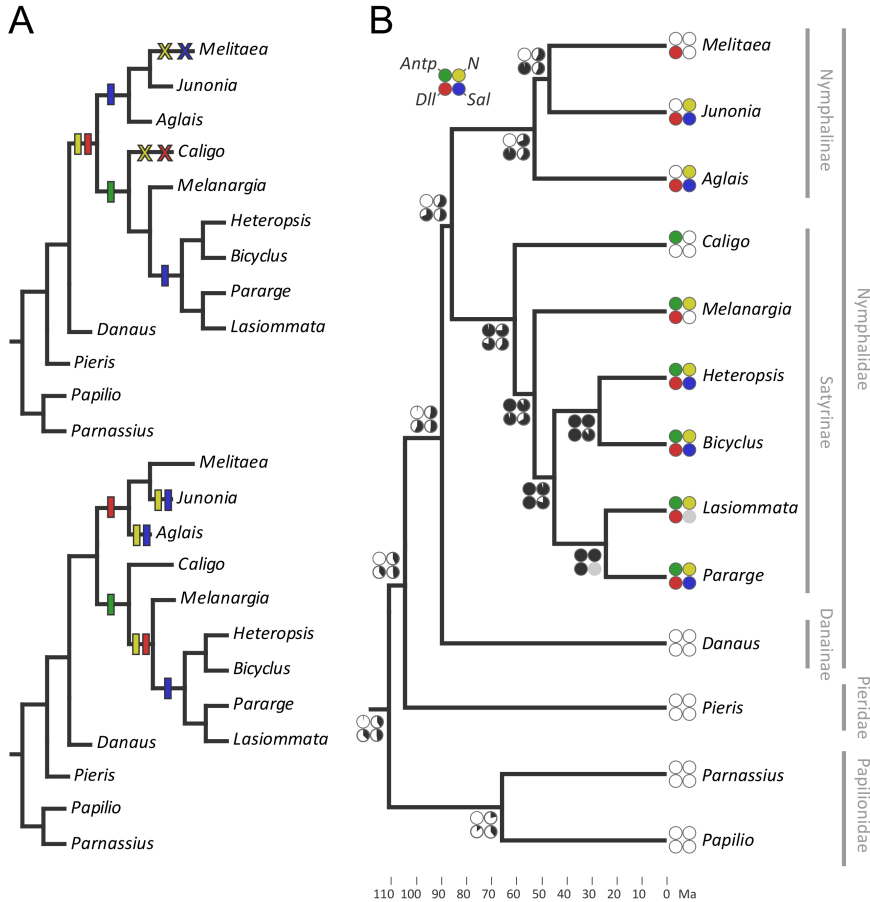 A
Melitaea
Junonia
Aglais
Caligo
Melanargia
Heteropsis
Bicyclus
Pararge
Lasiommata
Danaus
Pieris
Papilio
Parnassius
Melitaea
Junonia
Aglais
Caligo
Melanargia
Heteropsis
Bicyclus
Pararge
Lasiommata
Danaus
Pieris
Papilio
Parnassius
B
Antp N
Dll Sal
Melitaea
Junonia
Aglais
Caligo
Melanargia
Heteropsis
Bicyclus
Lasiommata
Pararge
Danaus
Pieris
Parnassius
Papilio
Nymphalinae
Satyrinae
Danainae
Nymphalidae
Pieridae
Papilionidae
110 100 90 80 70 60 50 40 30 20 10 0 Ma